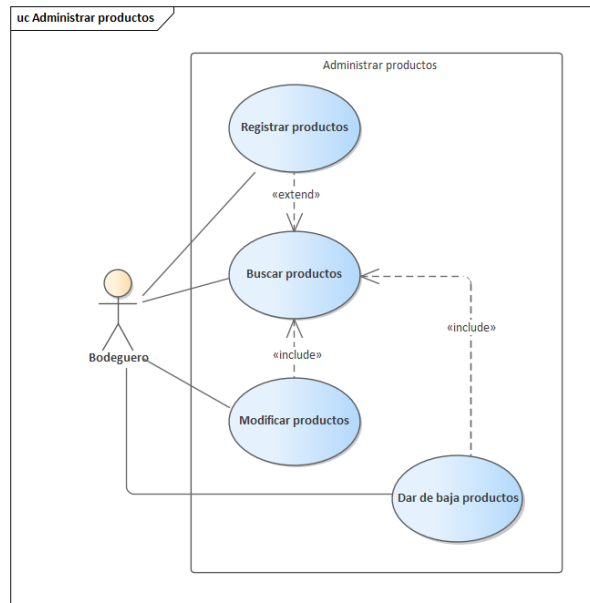 uc Administrar productos
Administrar productos
Registrar productos
«extend»
Buscar productos
«include»
«include»
Bodeguero
Modificar productos
Dar de baja productos